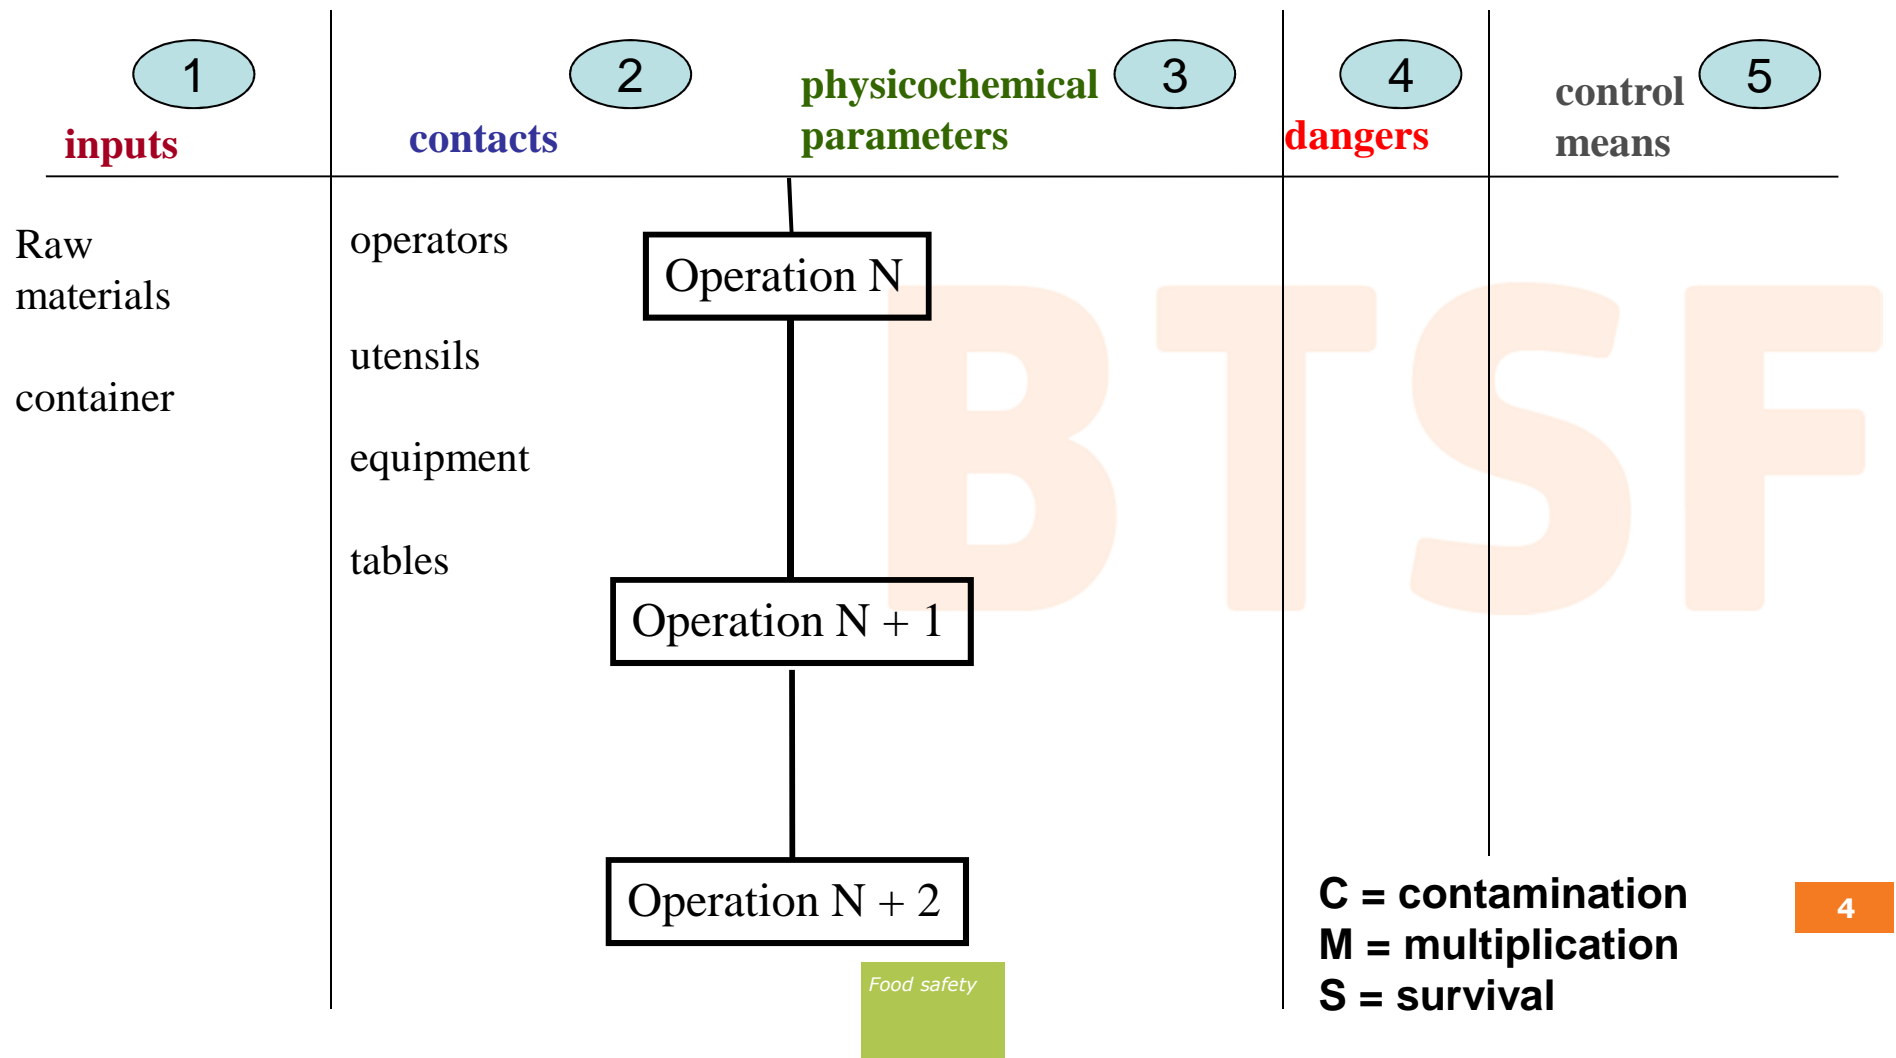 1
2
3
4
5
inputs
contacts
physicochemical
parameters
dangers
control
means
Raw
materials
container
operators
utensils
equipment
tables
Operation N
Operation N + 1
Operation N + 2
BTSF
C = contamination
M = multiplication
S = survival
4
Food safety